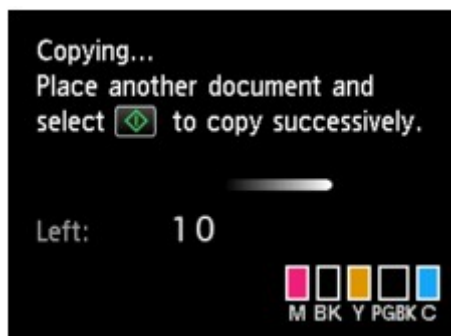 Copying...
Place another document and
select to copy successively.
Left: 10
M BK Y PGBK C